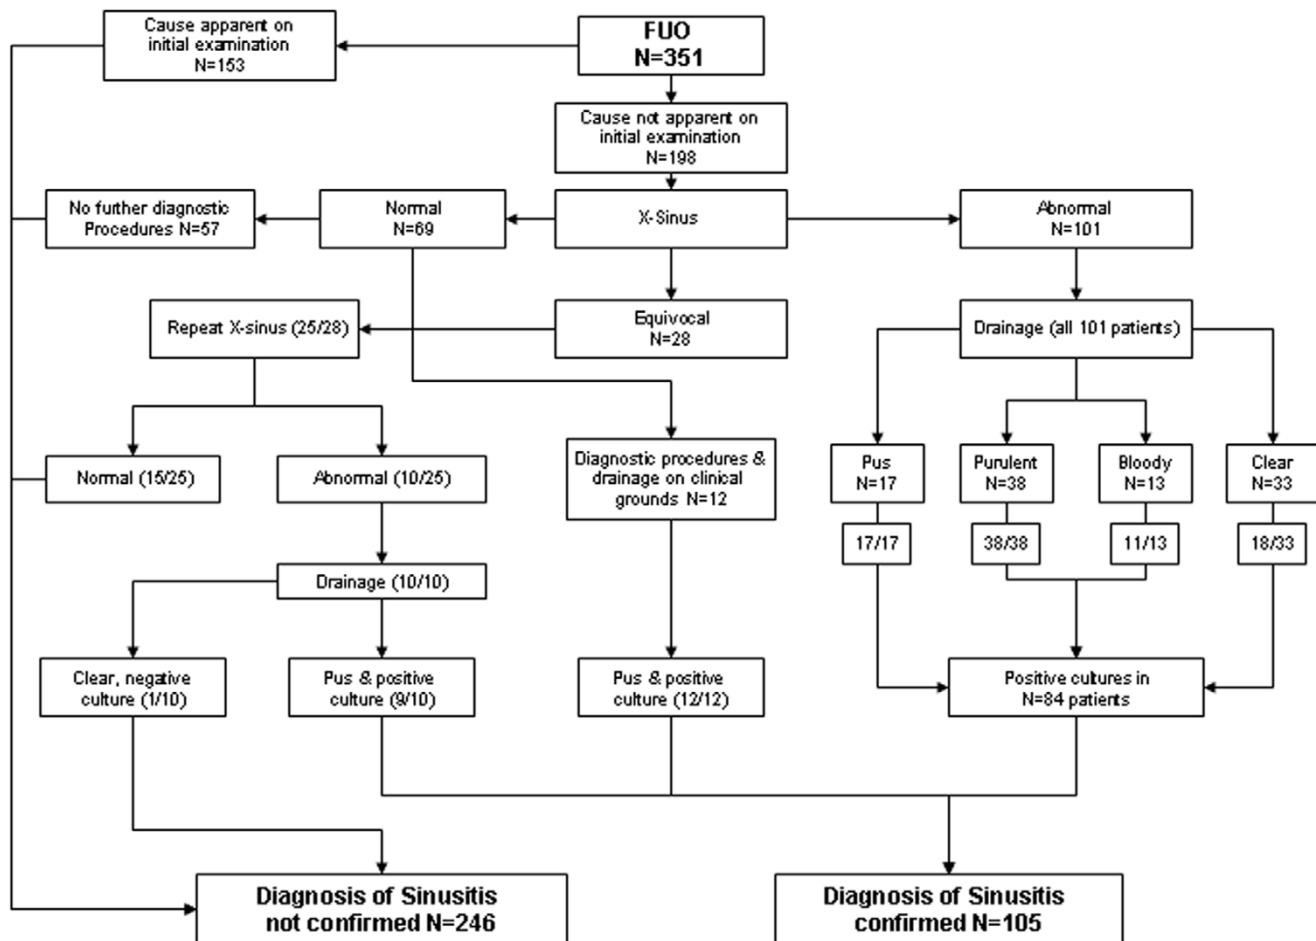 Cause apparent on
initial examination
N=153
FUO
N=351
Cause not apparent on
initial examination
N=198
No further diagnostic
Procedures N=57
Normal
N=69
X-Sinus
Abnormal
N=101
Repeat X-sinus (25/28)
Equivocal
N=28
Drainage (all 101 patients)
Normal (15/25)
Abnormal (10/25)
Diagnostic procedures &
drainage on clinical
grounds N=12
Pus
N=17
Purulent
N=38
Bloody
N=13
Clear
N=33
17/17
38/38
11/13
18/33
Drainage (10/10)
Clear, negative
culture (1/10)
Pus & positive
culture (9/10)
Pus & positive
culture (12/12)
Positive cultures in
N=84 patients
Diagnosis of Sinusitis
not confirmed N=246
Diagnosis of Sinusitis
confirmed N=105